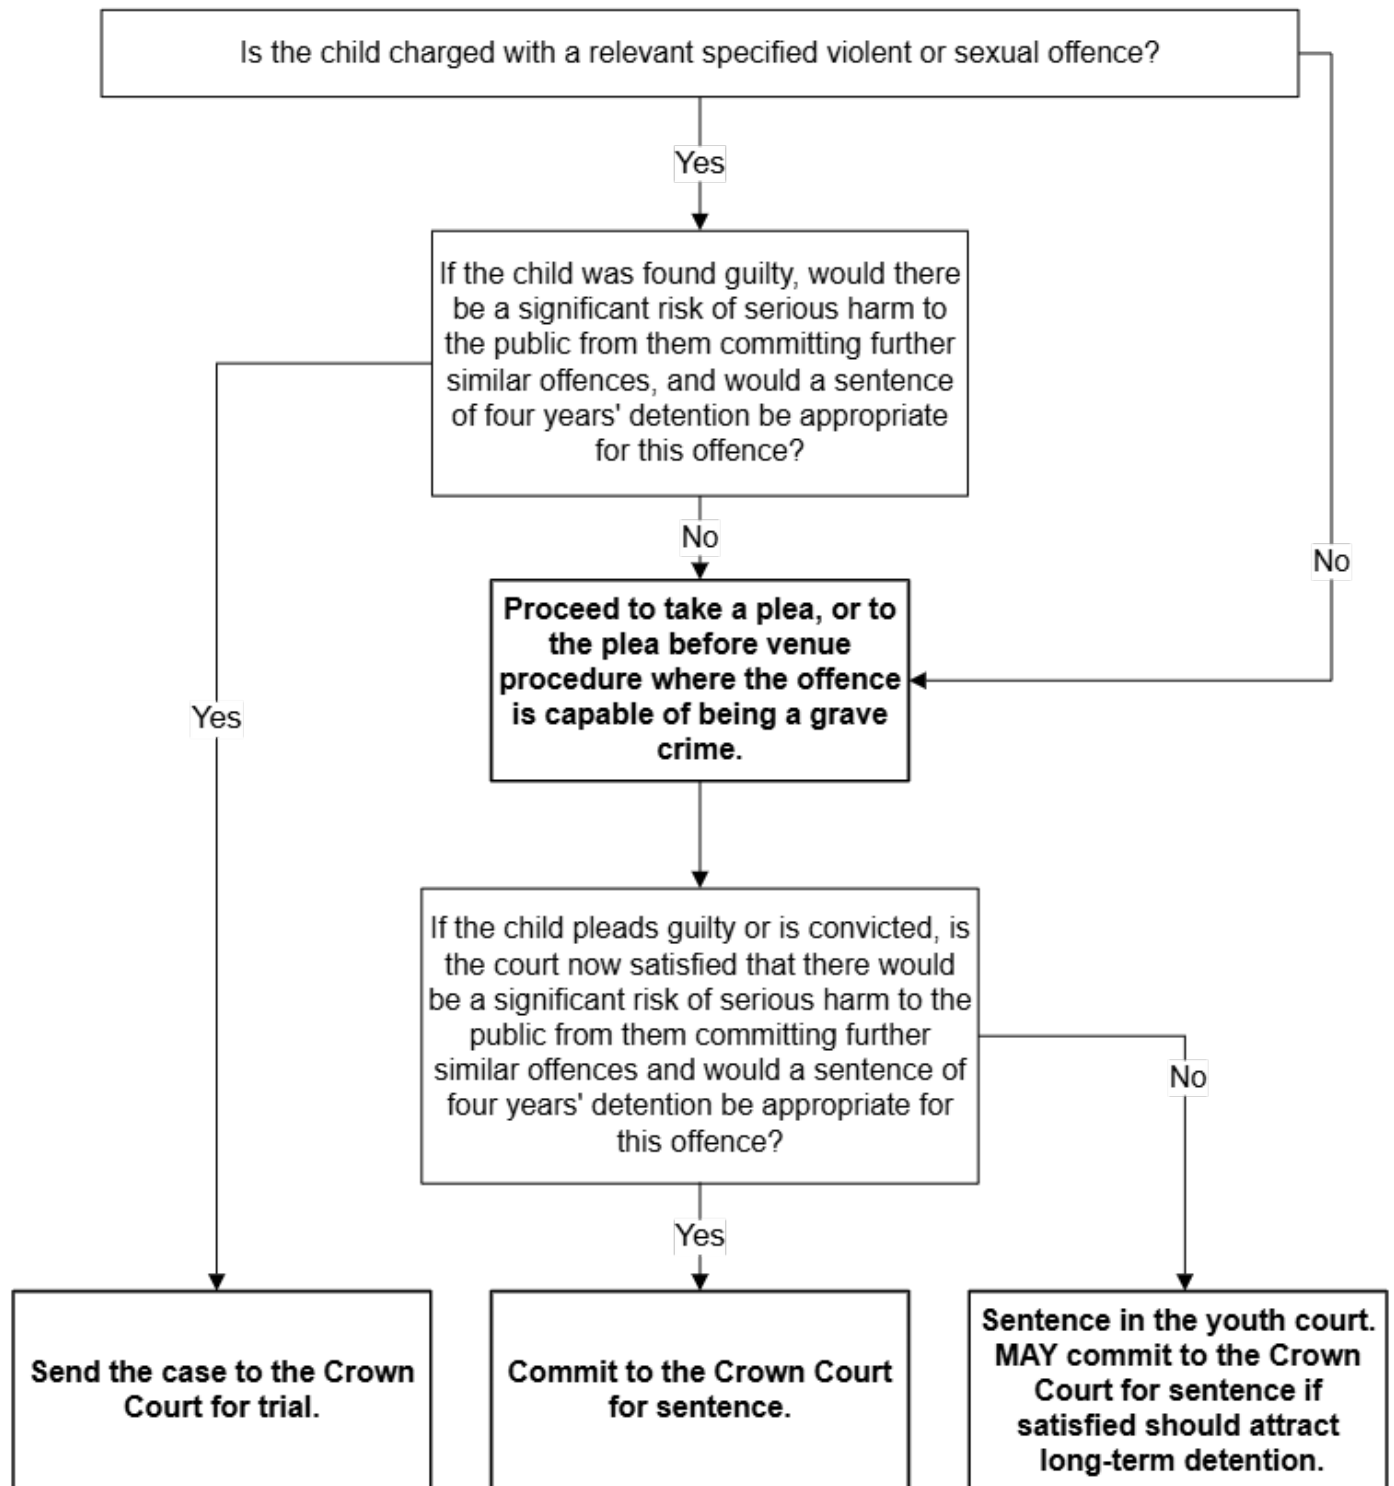 Is the child charged with a relevant specified violent or sexual offence?
Yes
If the child was found guilty, would there
be a significant risk of serious harm to
the public from them committing further
similar offences, and would a sentence
of four years' detention be appropriate
for this offence?
No
No
Proceed to take a plea, or to
the plea before venue
procedure where the offence
is capable of being a grave
crime.
Yes
If the child pleads guilty or is convicted, is
the court now satisfied that there would
be a significant risk of serious harm to the
public from them committing further
similar offences and would a sentence of
four years' detention be appropriate for
this offence?
No
Yes
Send the case to the Crown
Court for trial.
Commit to the Crown Court
for sentence.
Sentence in the youth court.
MAY commit to the Crown
Court for sentence if
satisfied should attract
long-term detention.